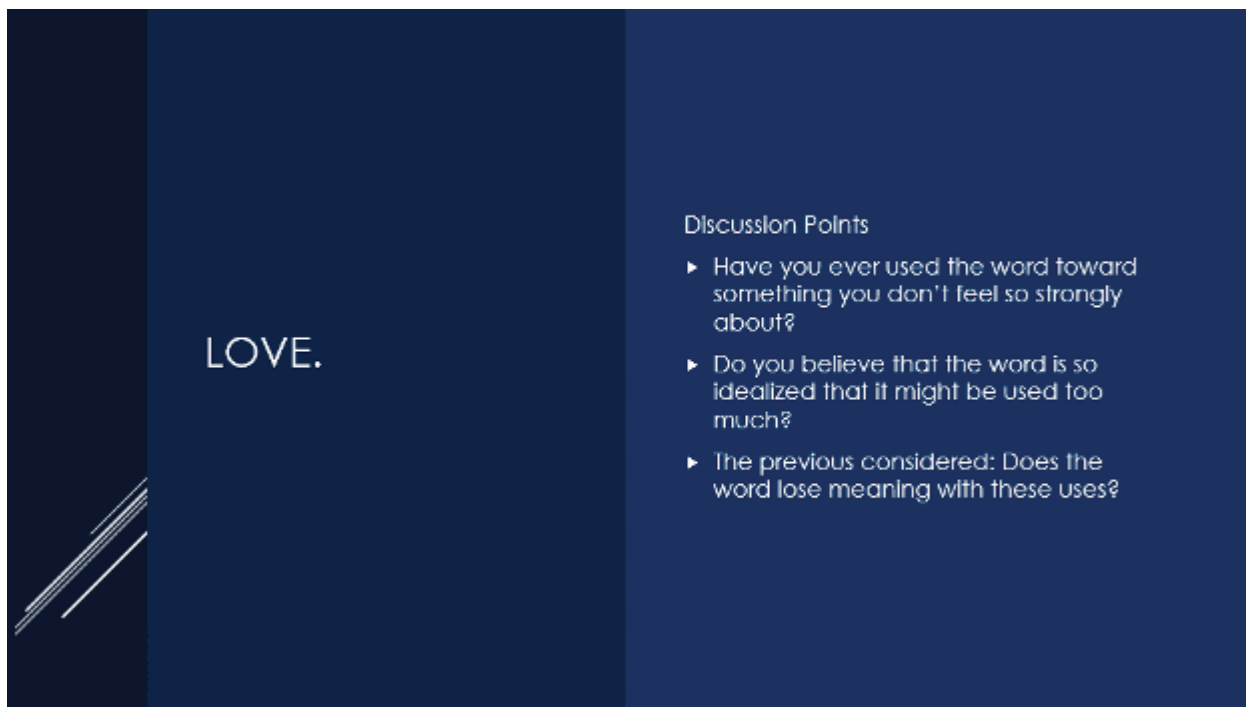 LOVE.
Discussion Points
Have you ever used the word toward
something you don't feel so strongly
about?
Do you believe that the word is so
idealized that it might be used too
much?
The previous considered: Does the
word lose meaning with these uses?